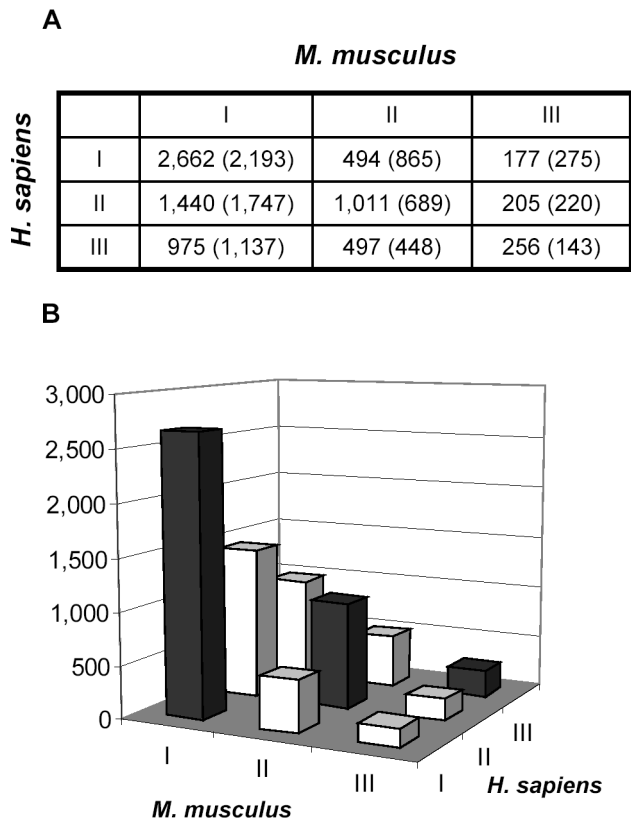 A
M. musculus
H. sapiens
I II III
I 2,662 (2,193) 494 (865) 177 (275)
II 1,440 (1,747) 1,011 (689) 205 (220)
III 975 (1,137) 497 (448) 256 (143)
B
3,000
2,500
2,000
1,500
1,000
500
0
I II III
M. musculus
I II III
H. sapiens